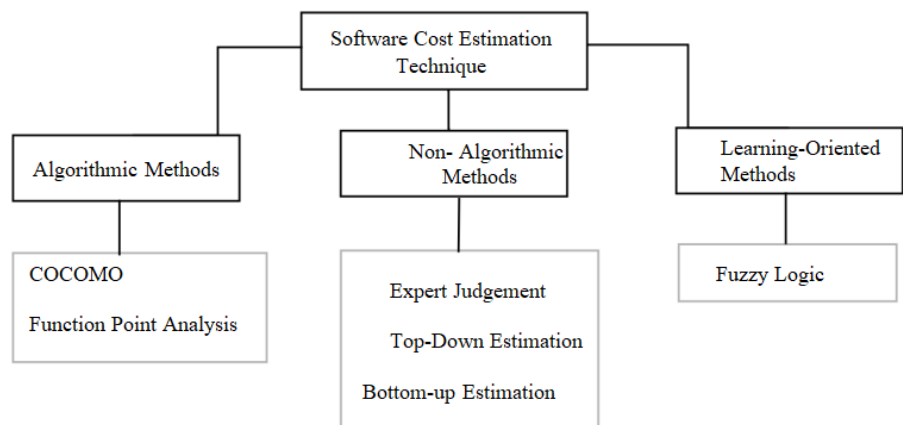 Software Cost Estimation
Technique
Algorithmic Methods
Non- Algorithmic
Methods
Learning-Oriented
Methods
COCOMO
Function Point Analysis
Expert Judgement
Top-Down Estimation
Bottom-up Estimation
Fuzzy Logic